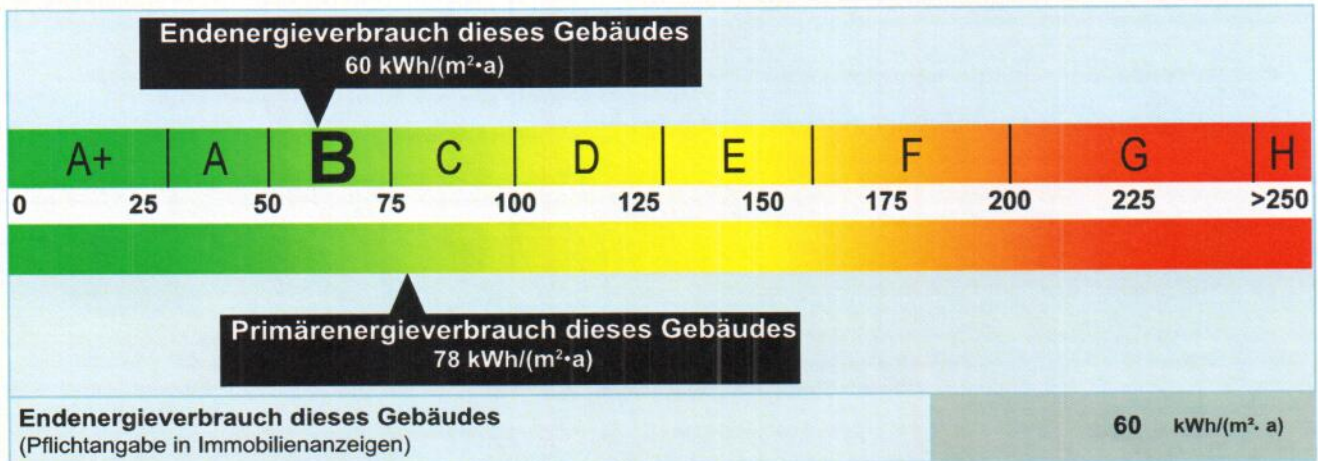 Endenergieverbrauch dieses Gebäudes
60 kWh/(m²•a)
A+ A B C D E F G H
0 25 50 75 100 125 150 175 200 225 >250
Primärenergieverbrauch dieses Gebäudes
78 kWh/(m²•a)
Endenergieverbrauch dieses Gebäudes
(Pflichtangabe in Immobilienanzeigen)
60 kWh/(m²· a)